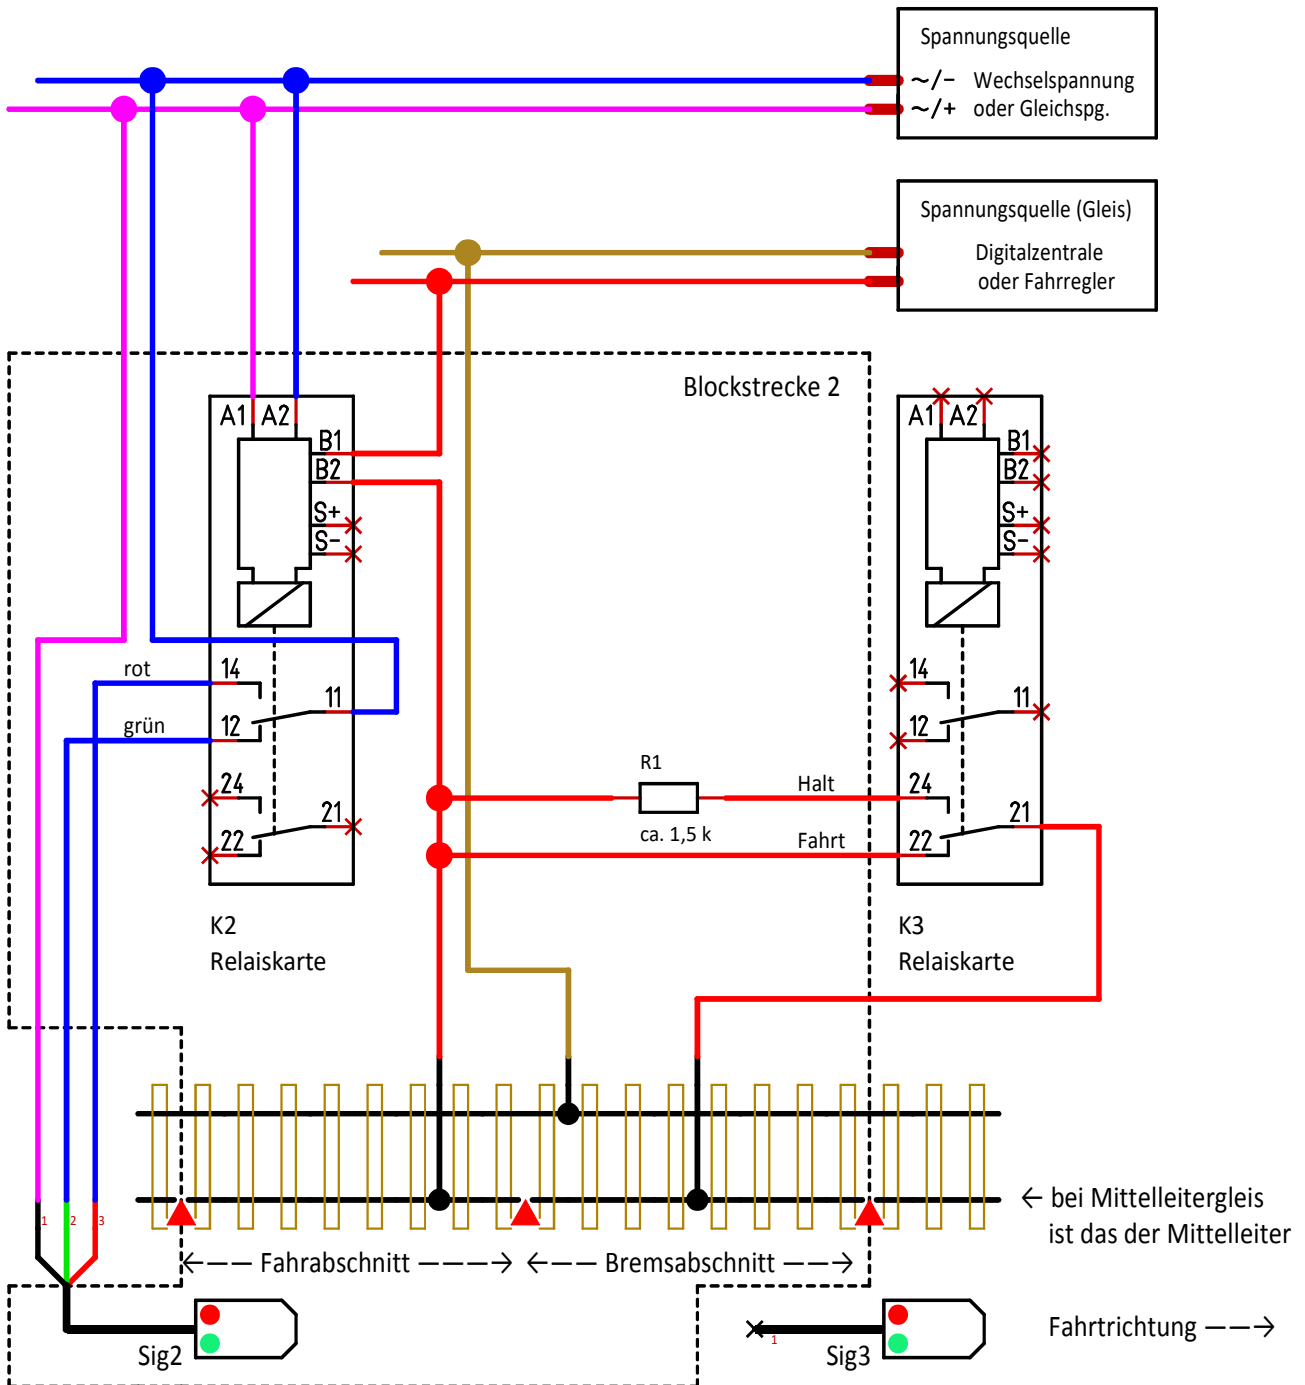 Spannungsquelle
~/- Wechselspannung
~/+ oder Gleichspg.
Spannungsquelle (Gleis)
Digitalzentrale
oder Fahrregler
Blockstrecke 2
A1 A2
B1
B2
S+
S-
rot
14
11
grün
12
24
21
22
K2
Relaiskarte
A1 A2
B1
B2
S+
S-
14
11
12
R1
ca. 1,5 k
Halt
24
21
Fahrt
22
K3
Relaiskarte
1 2 3
← bei Mittelleitergleis
ist das der Mittelleiter
←—— Fahrabschnitt ——→
←—— Bremsabschnitt ——→
Sig2
1
Sig3
Fahrtrichtung ——→